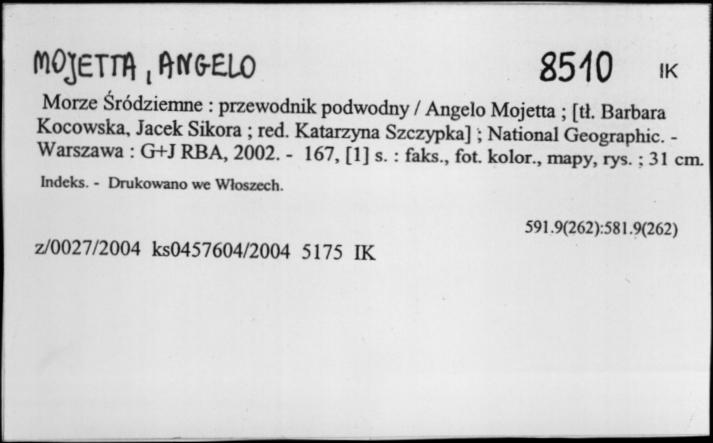 MOJETTA, ANGELO 8510 IK
Morze Śródziemne : przewodnik podwodny / Angelo Mojetta ; [tł. Barbara
Kocowska, Jacek Sikora ; red. Katarzyna Szczypka] ; National Geographic. -
Warszawa : G+J RBA, 2002. - 167, [1] s. : faks., fot. kolor., mapy, rys. ; 31 cm.
Indeks. - Drukowano we Włoszech.
591.9(262):581.9(262)
z/0027/2004 ks0457604/2004 5175 IK